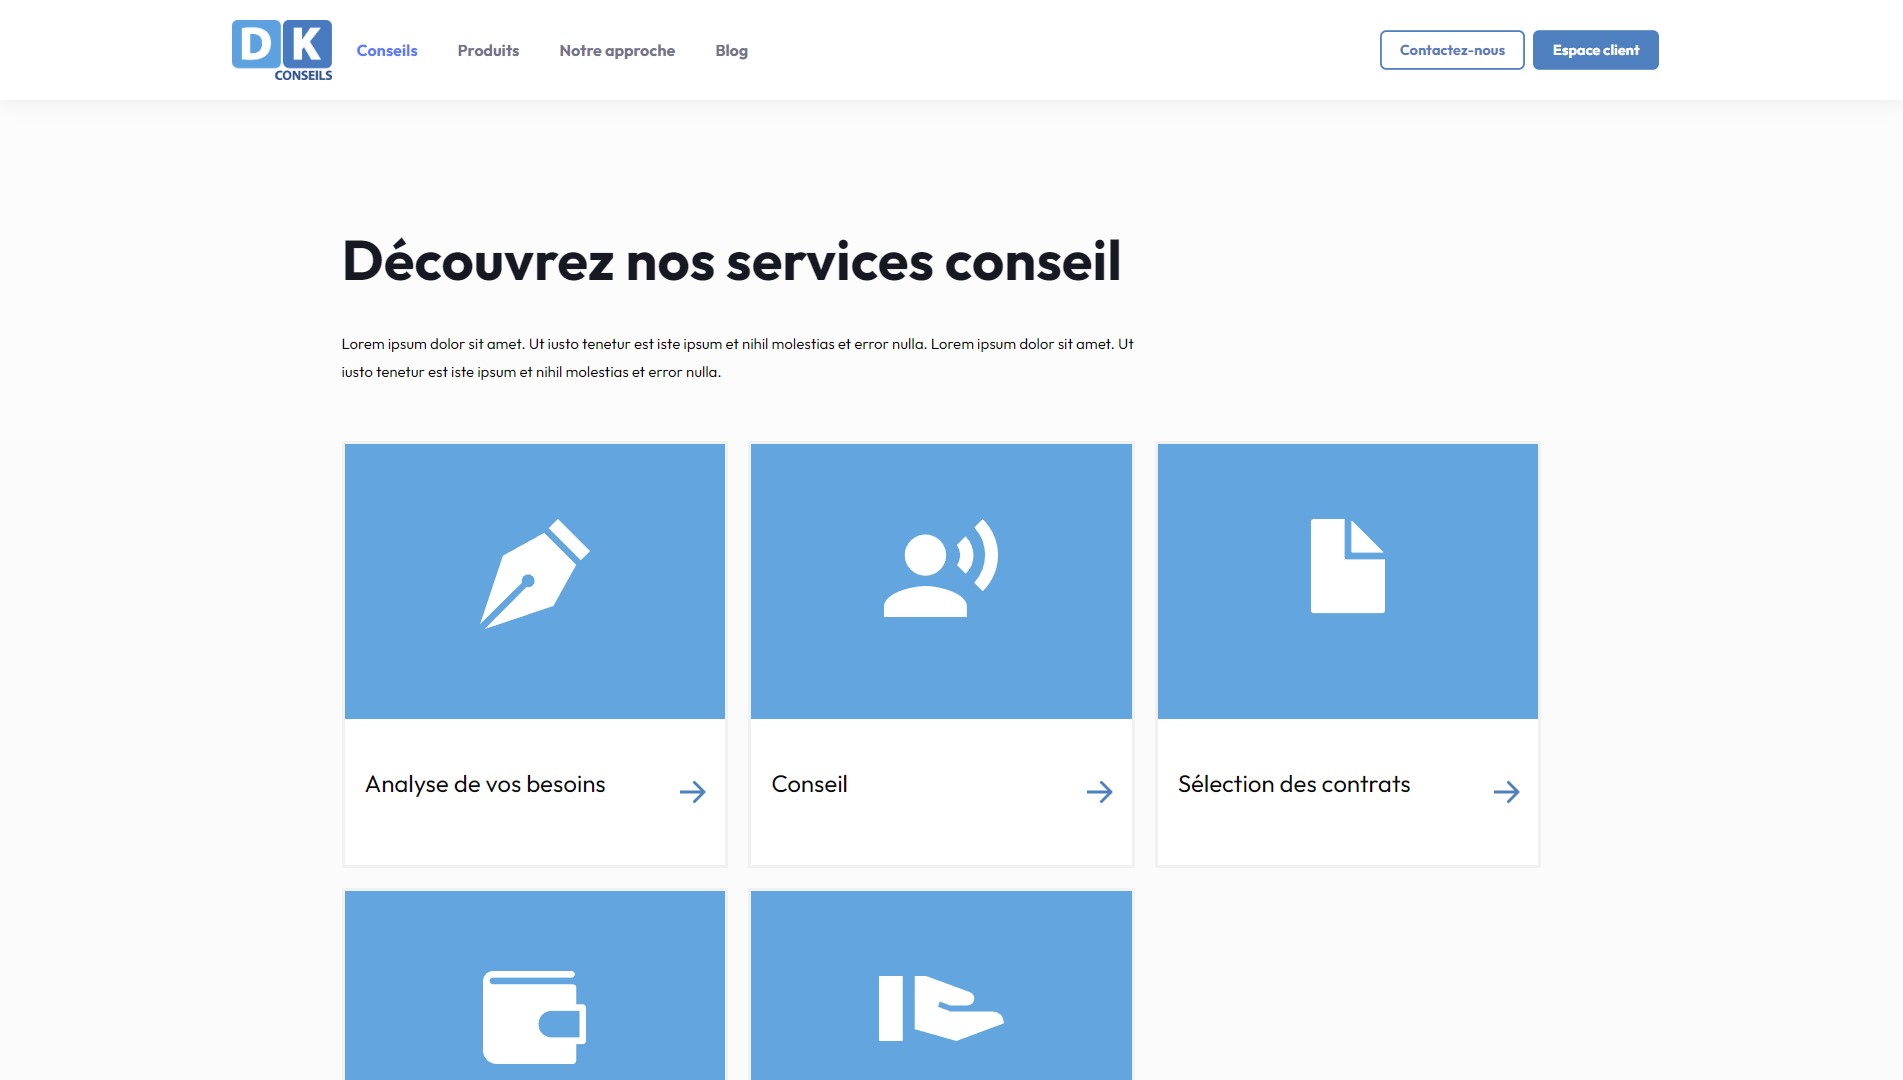 DK
CONSEILS
Conseils
Produits
Notre approche
Blog
Contactez-nous
Espace client
Découvrez nos services conseil
Lorem ipsum dolor sit amet. Ut iusto tenetur est iste ipsum et nihil molestias et error nulla. Lorem ipsum dolor sit amet. Ut
iusto tenetur est iste ipsum et nihil molestias et error nulla.
Analyse de vos besoins
Conseil
Sélection des contrats